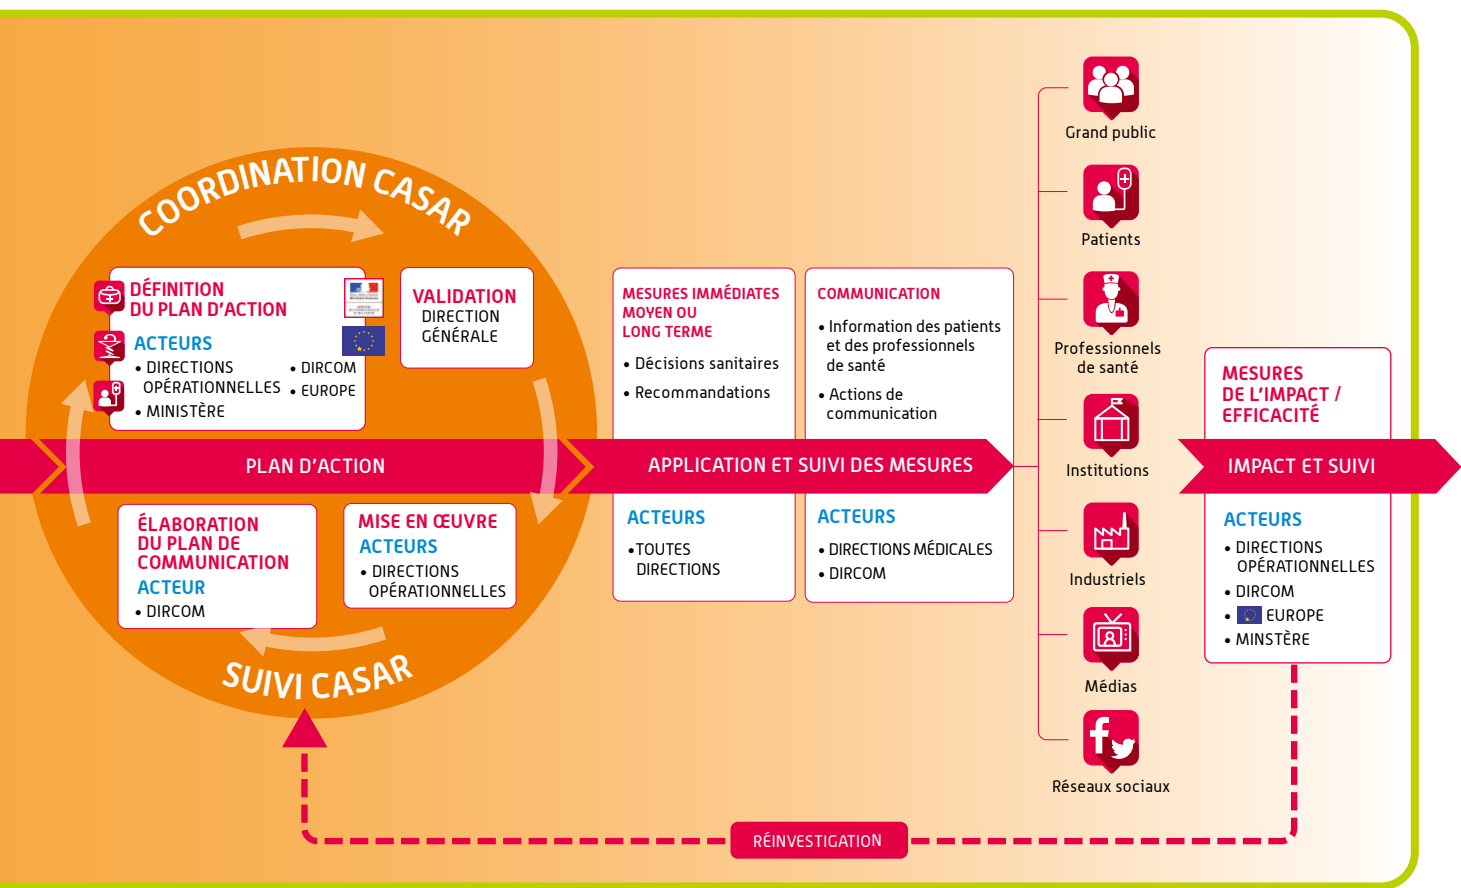 COORDINATION CASAR
DÉFINITION
DU PLAN D'ACTION
ACTEURS
• DIRECTIONS
OPÉRATIONNELLES
• MINISTÈRE
• DIRCOM
• EUROPE
VALIDATION
DIRECTION
GÉNÉRALE
PLAN D'ACTION
ÉLABORATION
DU PLAN DE
COMMUNICATION
ACTEUR
• DIRCOM
MISE EN ŒUVRE
ACTEURS
• DIRECTIONS
OPÉRATIONNELLES
SUIVI CASAR
MESURES IMMÉDIATES
MOYEN OU
LONG TERME
• Décisions sanitaires
• Recommandations
COMMUNICATION
• Information des patients
et des professionnels
de santé
• Actions de
communication
APPLICATION ET SUIVI DES MESURES
ACTEURS
•TOUTES
DIRECTIONS
ACTEURS
• DIRECTIONS MÉDICALES
• DIRCOM
Grand public
Patients
Professionnels
de santé
Institutions
Industriels
Médias
Réseaux sociaux
MESURES
DE L'IMPACT /
EFFICACITÉ
IMPACT ET SUIVI
ACTEURS
• DIRECTIONS
OPÉRATIONNELLES
• DIRCOM
• EUROPE
• MINSTÈRE
RÉINVESTIGATION